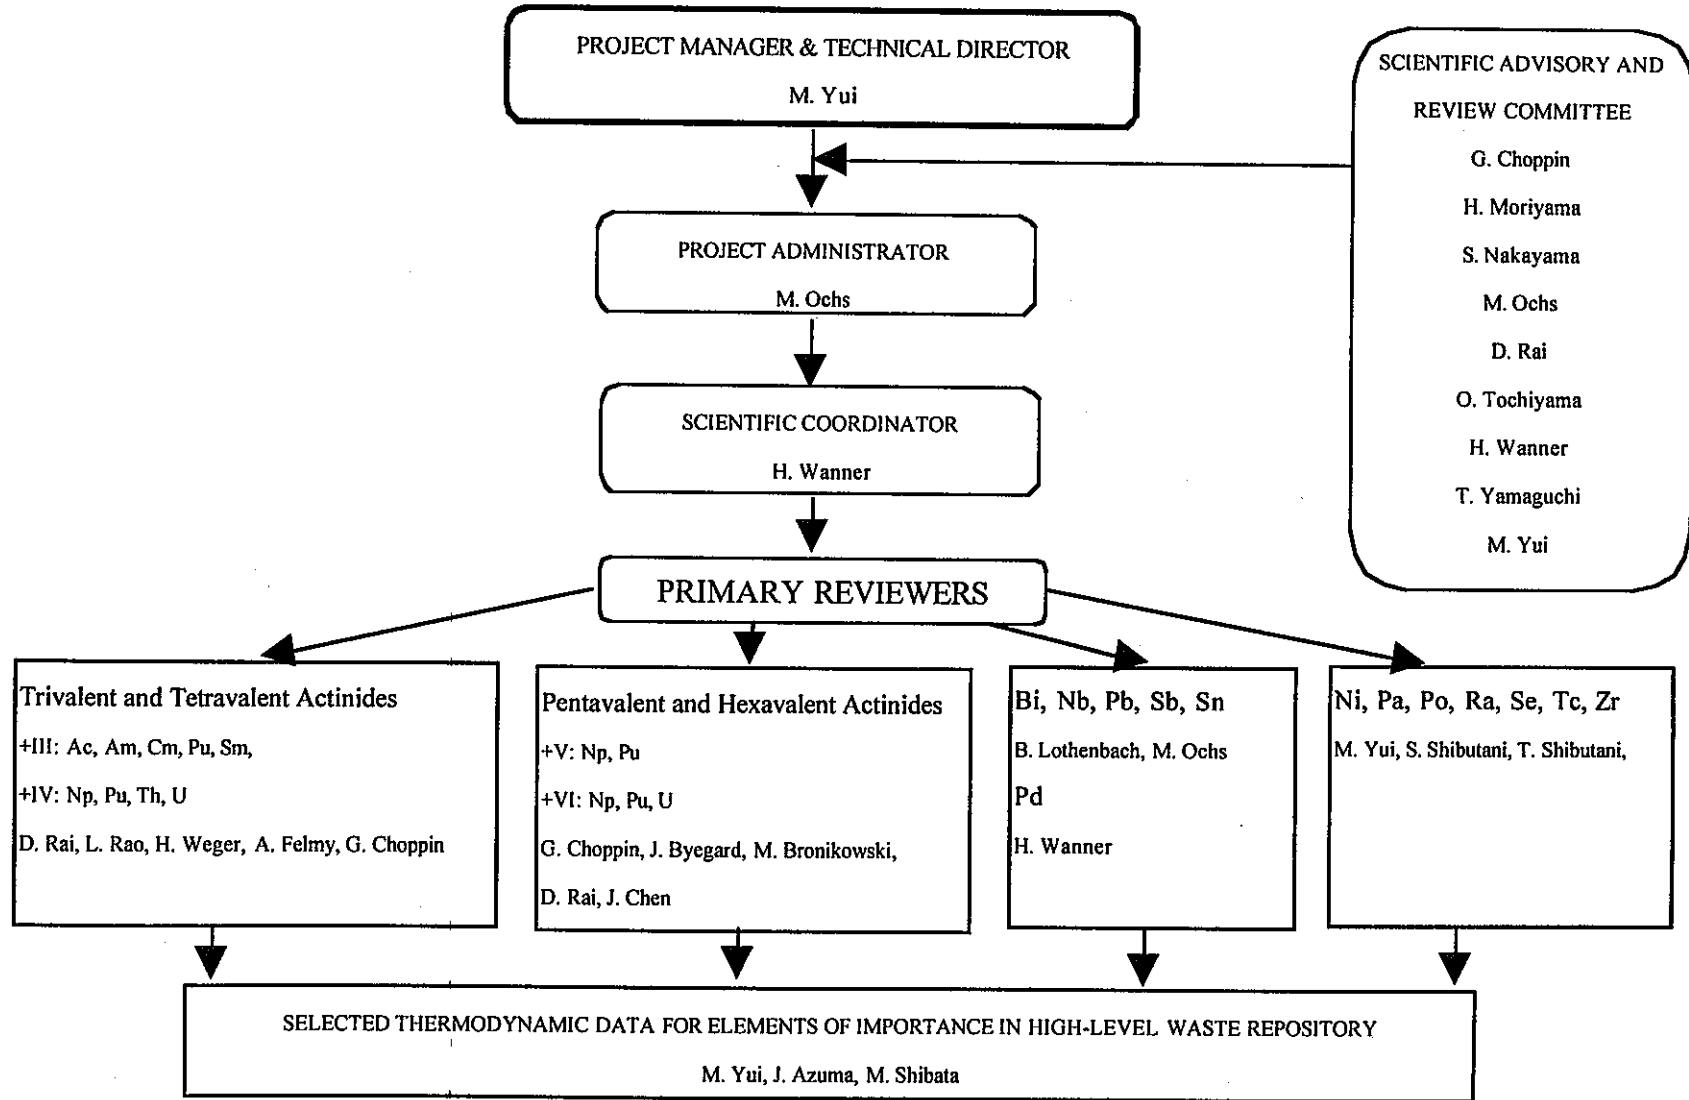 PROJECT MANAGER & TECHNICAL DIRECTOR
M. Yui
SCIENTIFIC ADVISORY AND
REVIEW COMMITTEE
G. Choppin
H. Moriyama
S. Nakayama
M. Ochs
D. Rai
O. Tochiyama
H. Wanner
T. Yamaguchi
M. Yui
PROJECT ADMINISTRATOR
M. Ochs
SCIENTIFIC COORDINATOR
H. Wanner
PRIMARY REVIEWERS
Trivalent and Tetravalent Actinides
+III: Ac, Am, Cm, Pu, Sm,
+IV: Np, Pu, Th, U
D. Rai, L. Rao, H. Weger, A. Felmy, G. Choppin
Pentavalent and Hexavalent Actinides
+V: Np, Pu
+VI: Np, Pu, U
G. Choppin, J. Byegard, M. Bronikowski,
D. Rai, J. Chen
Bi, Nb, Pb, Sb, Sn
B. Lothenbach, M. Ochs
Pd
H. Wanner
Ni, Pa, Po, Ra, Se, Tc, Zr
M. Yui, S. Shibutani, T. Shibutani,
SELECTED THERMODYNAMIC DATA FOR ELEMENTS OF IMPORTANCE IN HIGH-LEVEL WASTE REPOSITORY
M. Yui, J. Azuma, M. Shibata